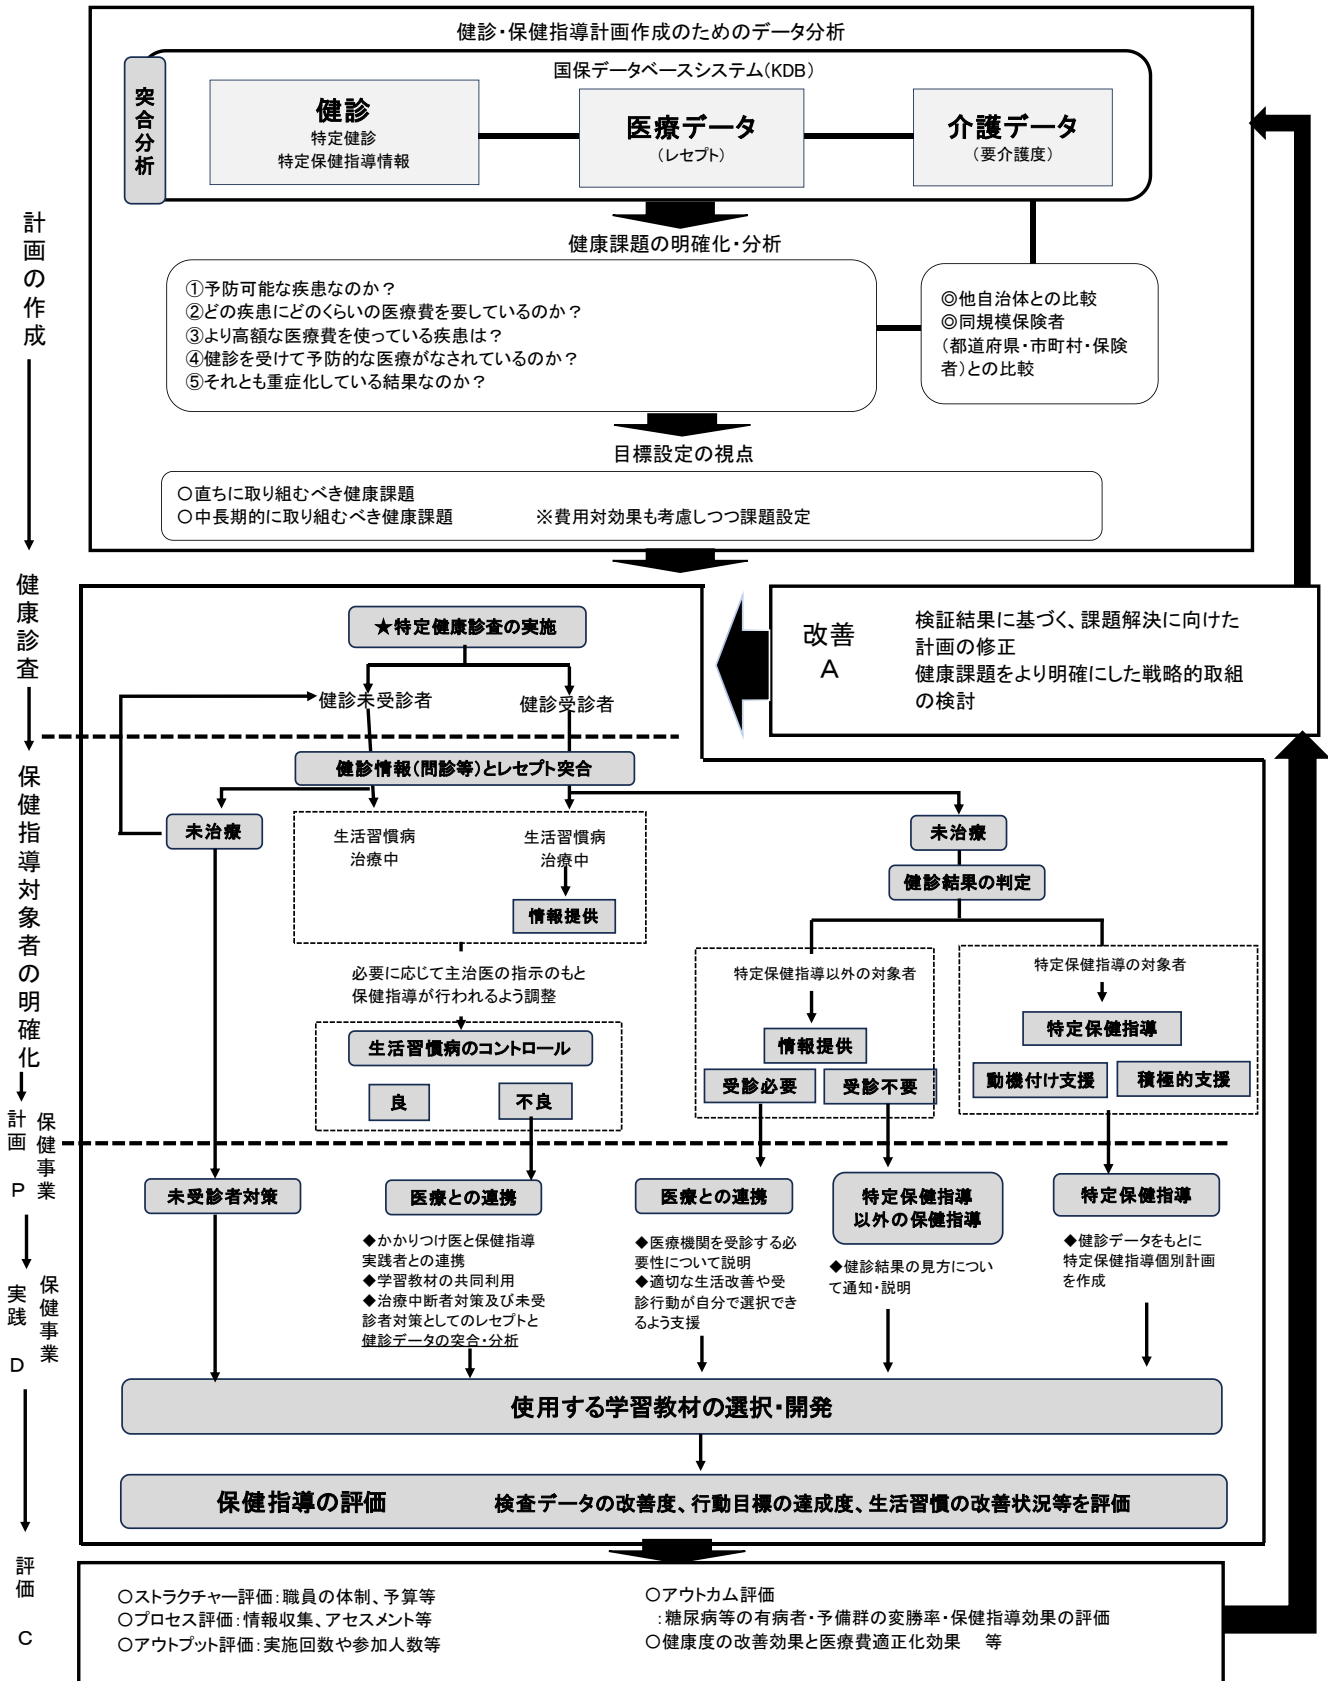 健診・保健指導計画作成のためのデータ分析
国保データベースシステム(KDB)
突合分析
健診
特定健診
特定保健指導情報
医療データ
(レセプト)
介護データ
(要介護度)
健康課題の明確化・分析
①予防可能な疾患なのか？
②どの疾患にどのくらいの医療費を要しているのか？
③より高額な医療費を使っている疾患は？
④健診を受けて予防的な医療がなされているのか？
⑤それとも重症化している結果なのか？
◎他自治体との比較
◎同規模保険者
(都道府県・市町村・保険
者)との比較
目標設定の視点
○直ちに取り組むべき健康課題
○中長期的に取り組むべき健康課題　　※費用対効果も考慮しつつ課題設定
計画の作成
健康診査
保健指導対象者の明確化
保健事業
計画 P
保健事業
実践 D
評価 C
改善
A
検証結果に基づく、課題解決に向けた
計画の修正
健康課題をより明確にした戦略的取組
の検討
★特定健康診査の実施
健診未受診者
健診受診者
健診情報(問診等)とレセプト突合
未治療
生活習慣病
治療中
生活習慣病
治療中
情報提供
未治療
健診結果の判定
必要に応じて主治医の指示のもと
保健指導が行われるよう調整
生活習慣病のコントロール
良
不良
特定保健指導以外の対象者
情報提供
受診必要
受診不要
特定保健指導の対象者
特定保健指導
動機付け支援
積極的支援
未受診者対策
医療との連携
◆かかりつけ医と保健指導
実践者との連携
◆学習教材の共同利用
◆治療中断者対策及び未受
診者対策としてのレセプトと
健診データの突合・分析
医療との連携
◆医療機関を受診する必
要性について説明
◆適切な生活改善や受
診行動が自分で選択でき
るよう支援
特定保健指導
以外の保健指導
◆健診結果の見方につい
て通知・説明
特定保健指導
◆健診データをもとに
特定保健指導個別計画
を作成
使用する学習教材の選択・開発
保健指導の評価　　検査データの改善度、行動目標の達成度、生活習慣の改善状況等を評価
○ストラクチャー評価：職員の体制、予算等
○プロセス評価：情報収集、アセスメント等
○アウトプット評価：実施回数や参加人数等
○アウトカム評価
：糖尿病等の有病者・予備群の変勝率・保健指導効果の評価
○健康度の改善効果と医療費適正化効果　等